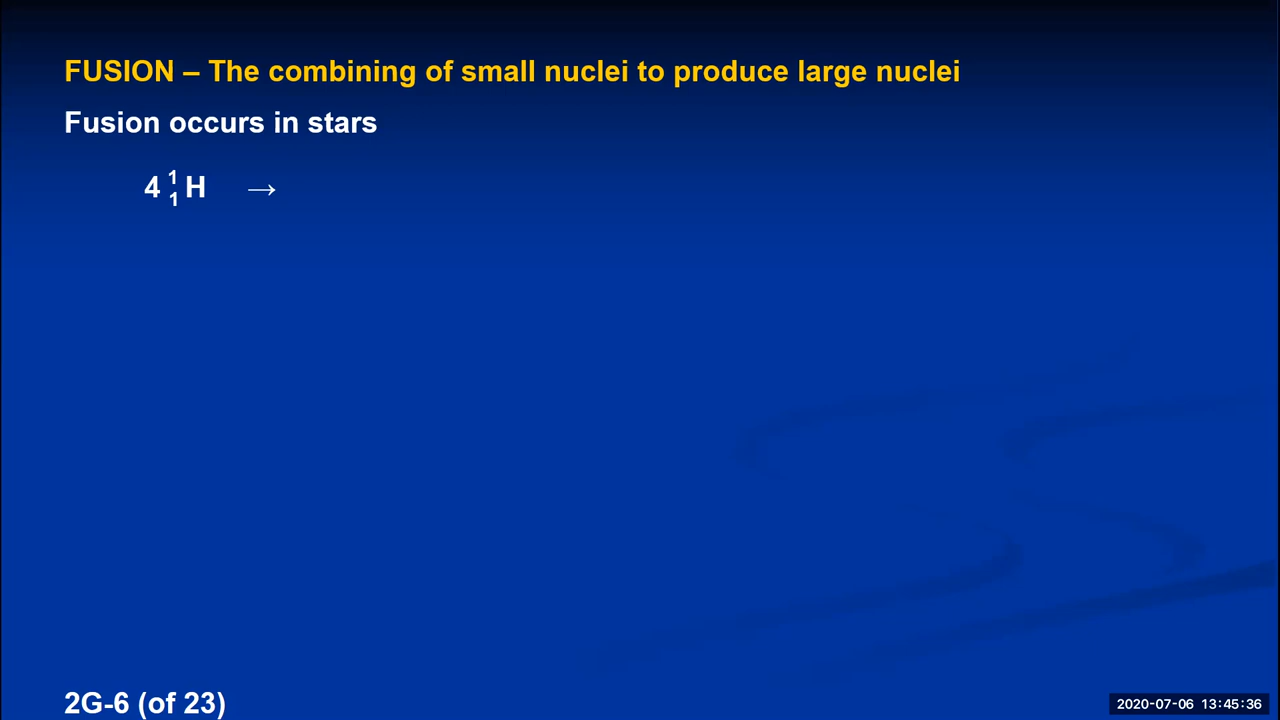 FUSION – The combining of small nuclei to produce large nuclei
Fusion occurs in stars
4 ¹₁H →
2G-6 (of 23)
2020-07-06 13:45:36